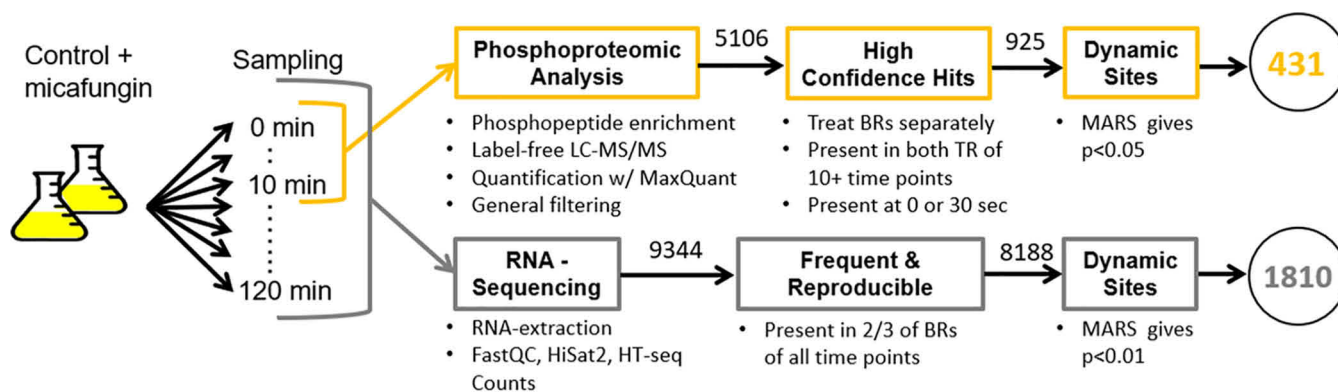 Control +
micafungin
Sampling
0 min
10 min
120 min
Phosphoproteomic
Analysis
5106
High
Confidence Hits
925
Dynamic
Sites
431
• Phosphopeptide enrichment
• Label-free LC-MS/MS
• Quantification w/ MaxQuant
• General filtering
• Treat BRs separately
• Present in both TR of
10+ time points
• Present at 0 or 30 sec
• MARS gives
p<0.05
RNA -
Sequencing
9344
Frequent &
Reproducible
8188
Dynamic
Sites
1810
• RNA-extraction
• FastQC, HiSat2, HT-seq
Counts
• Present in 2/3 of BRs
of all time points
• MARS gives
p<0.01